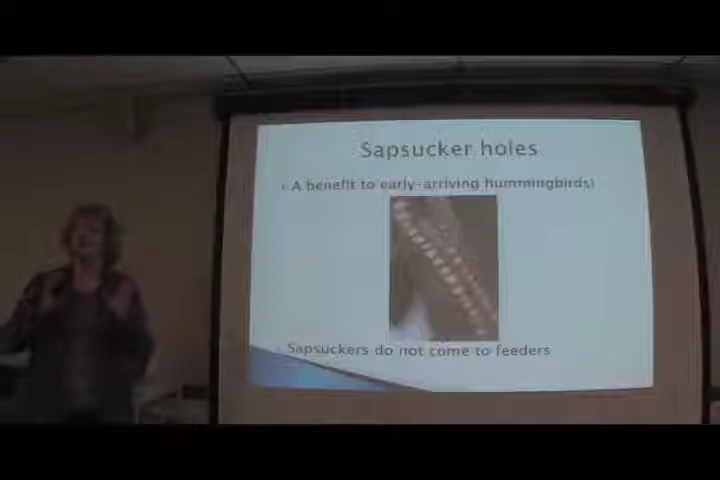 Sapsucker holes
A benefit to early-arriving hummingbirds!
Sapsuckers do not come to feeders